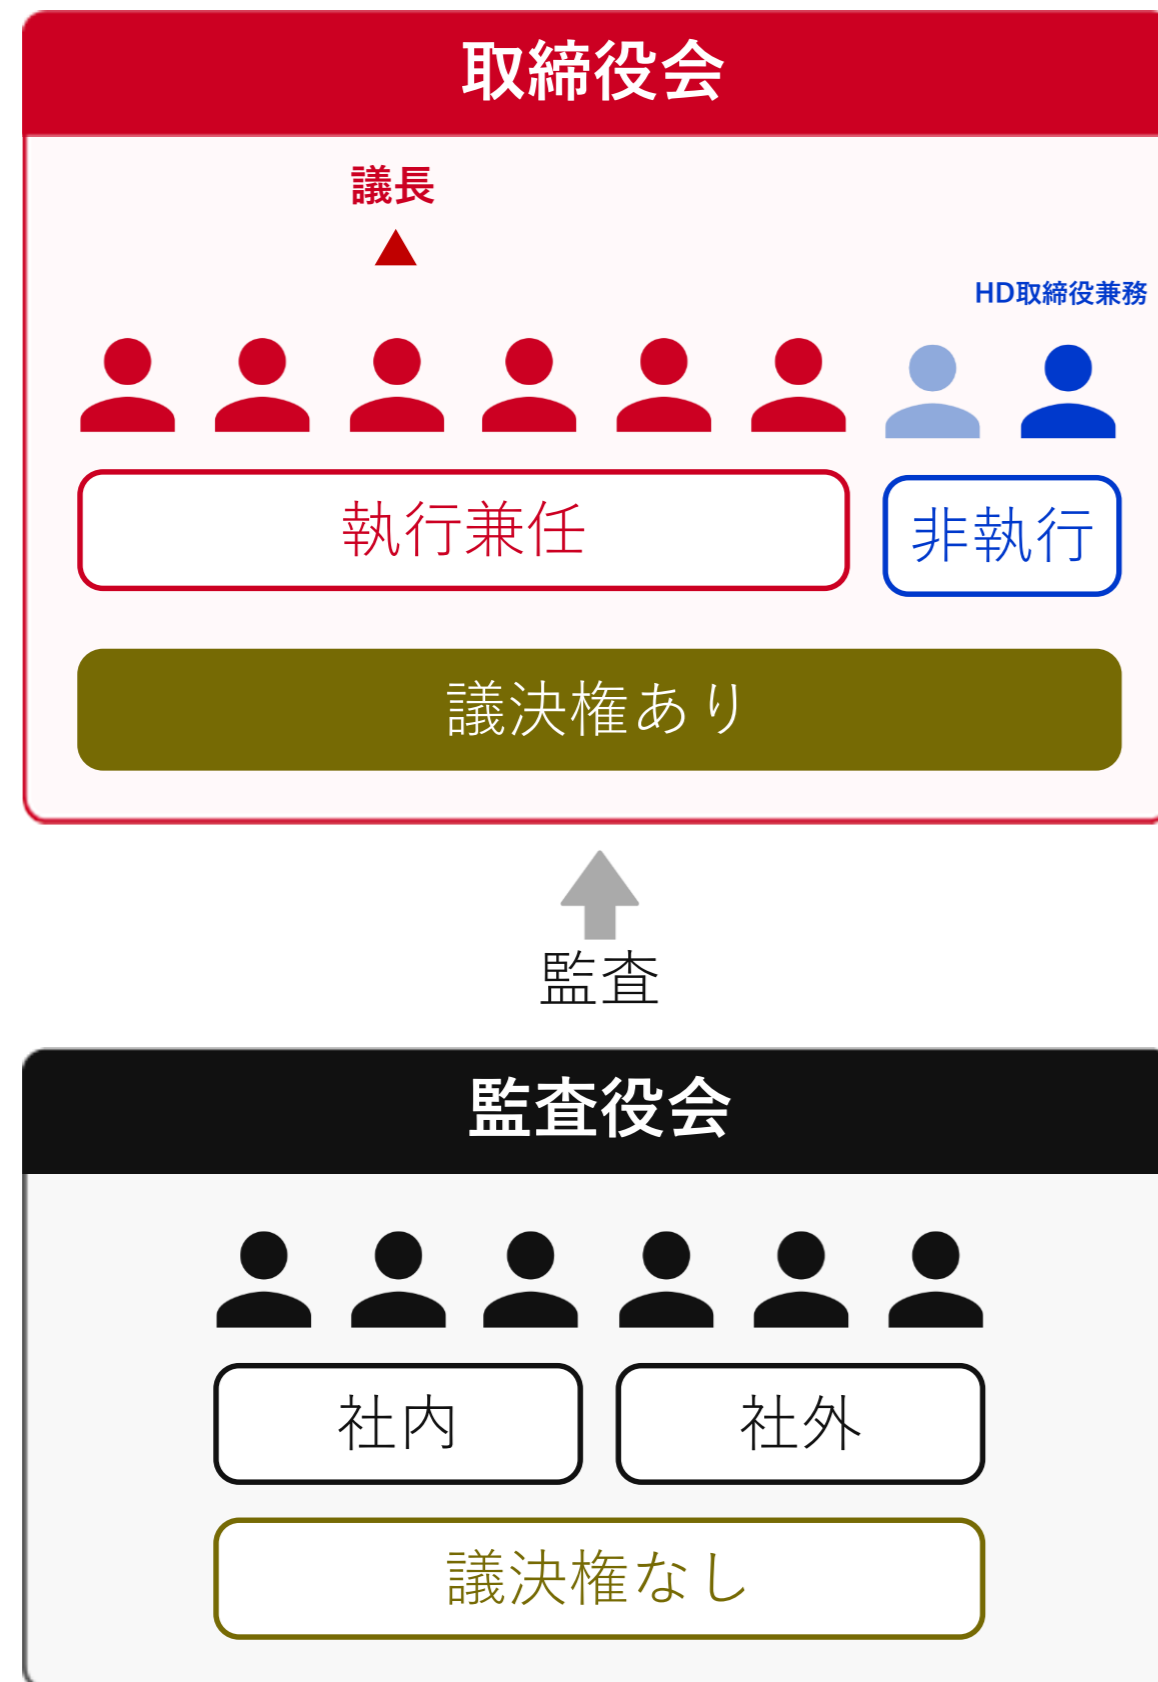 取締役会
議長
HD取締役兼務
執行兼任
非執行
議決権あり
監査
監査役会
社内
社外
議決権なし